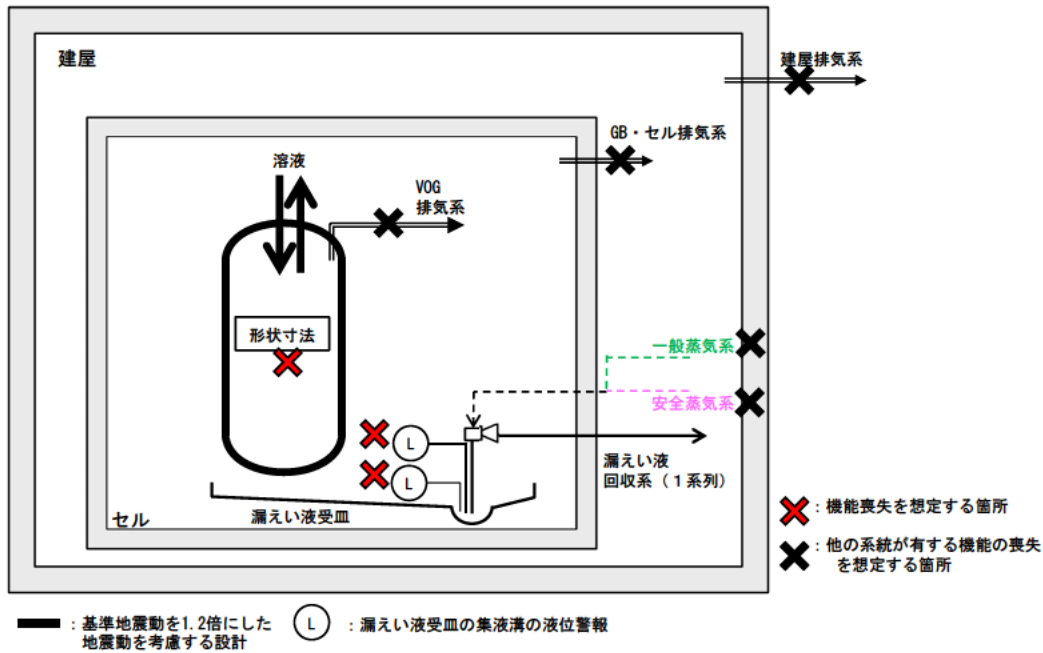 建屋
建屋排気系
GB・セル排気系
溶液
VOG
排気系
形状寸法
一般蒸気系
安全蒸気系
L
L
漏えい液
回収系（１系列）
漏えい液受皿
セル
：機能喪失を想定する箇所
：他の系統が有する機能の喪失
を想定する箇所
：基準地震動を1.2倍にした
地震動を考慮する設計
L
：漏えい液受皿の集液溝の液位警報